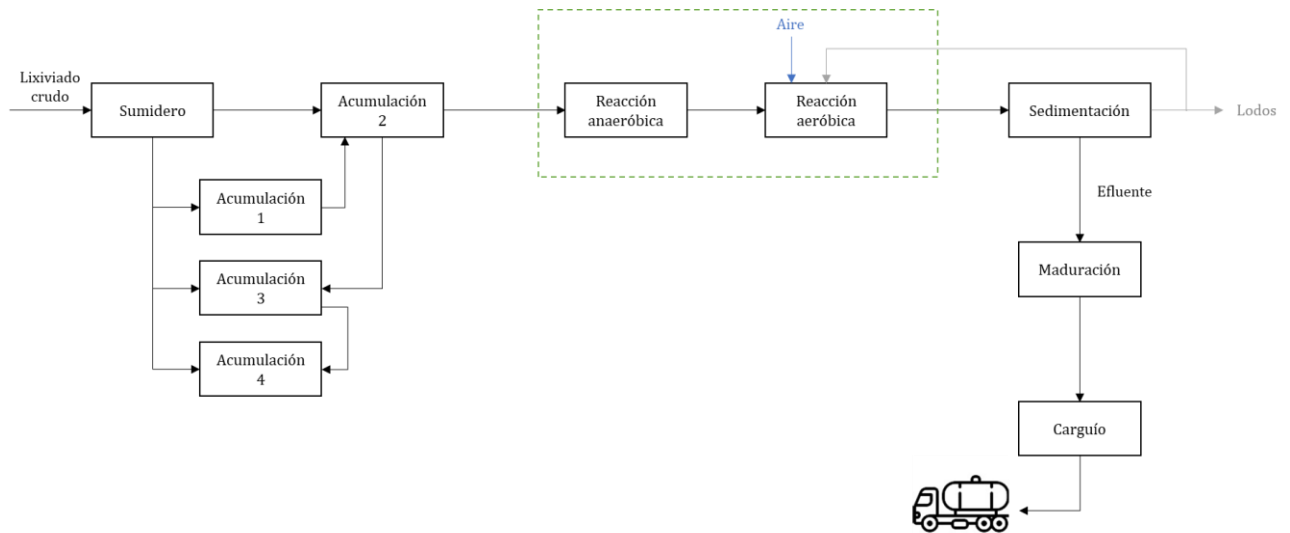 Aire
Lixiviado
crudo
Sumidero
Acumulación
2
Reacción
anaeróbica
Reacción
aeróbica
Sedimentación
Lodos
Acumulación
1
Efluente
Acumulación
3
Maduración
Acumulación
4
Carguío